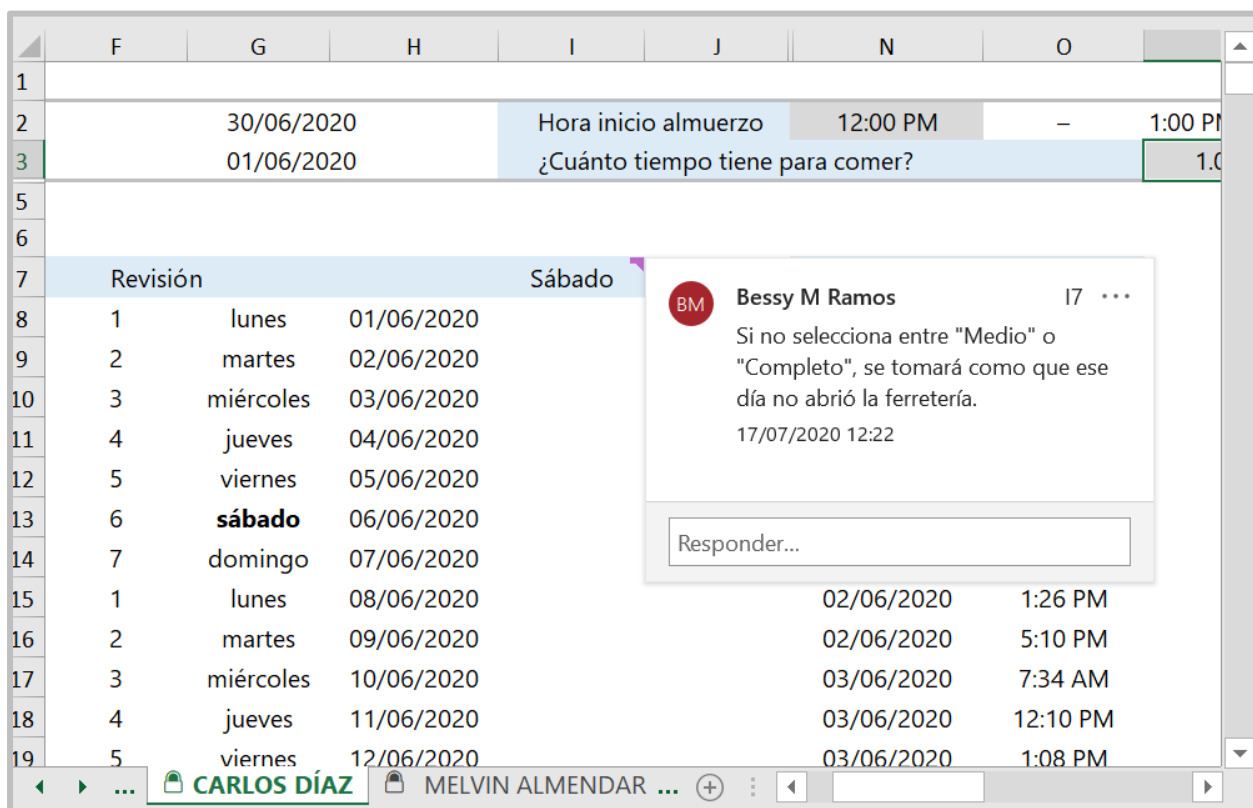 F G H I J N O
1
2 30/06/2020 Hora inicio almuerzo 12:00 PM – 1:00 PM
3 01/06/2020 ¿Cuánto tiempo tiene para comer? 1.0
5
6
7 Revisión Sábado
8 1 lunes 01/06/2020
9 2 martes 02/06/2020
10 3 miércoles 03/06/2020
11 4 jueves 04/06/2020
12 5 viernes 05/06/2020
13 6 sábado 06/06/2020
14 7 domingo 07/06/2020
15 1 lunes 08/06/2020 02/06/2020 1:26 PM
16 2 martes 09/06/2020 02/06/2020 5:10 PM
17 3 miércoles 10/06/2020 03/06/2020 7:34 AM
18 4 jueves 11/06/2020 03/06/2020 12:10 PM
19 5 viernes 12/06/2020 03/06/2020 1:08 PM
BM Bessy M Ramos I7 ...
Si no selecciona entre "Medio" o
"Completo", se tomará como que ese
día no abrió la ferretería.
17/07/2020 12:22
Responder...
... CARLOS DÍAZ MELVIN ALMENDAR ...